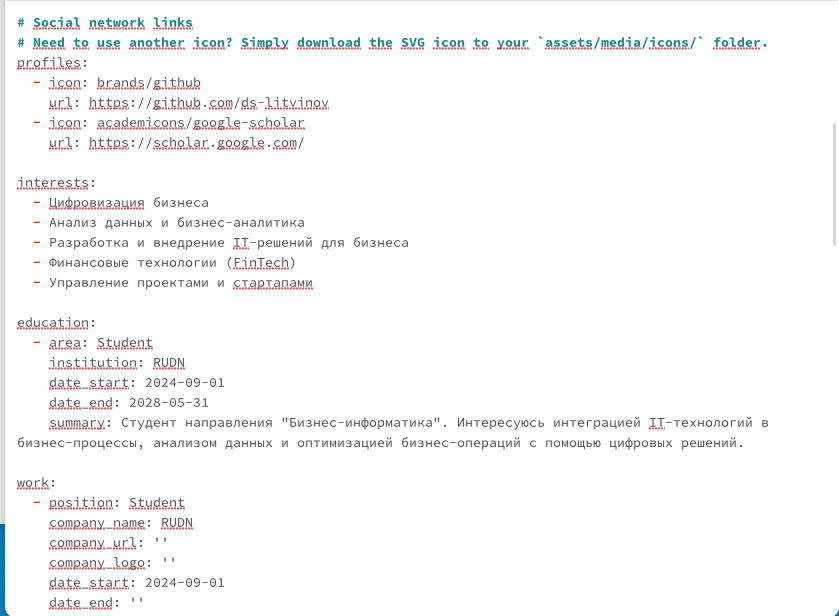 # Social network links
# Need to use another icon? Simply download the SVG icon to your `assets/media/icons/` folder.
profiles:
  - icon: brands/github
    url: https://github.com/ds-litvinov
  - icon: academicons/google-scholar
    url: https://scholar.google.com/

interests:
  - Цифровизация бизнеса
  - Анализ данных и бизнес-аналитика
  - Разработка и внедрение IT-решений для бизнеса
  - Финансовые технологии (FinTech)
  - Управление проектами и стартапами

education:
  - area: Student
    institution: RUDN
    date_start: 2024-09-01
    date_end: 2028-05-31
    summary: Студент направления "Бизнес-информатика". Интересуюсь интеграцией IT-технологий в
бизнес-процессы, анализом данных и оптимизацией бизнес-операций с помощью цифровых решений.

work:
  - position: Student
    company_name: RUDN
    company_url: ''
    company_logo: ''
    date_start: 2024-09-01
    date_end: ''